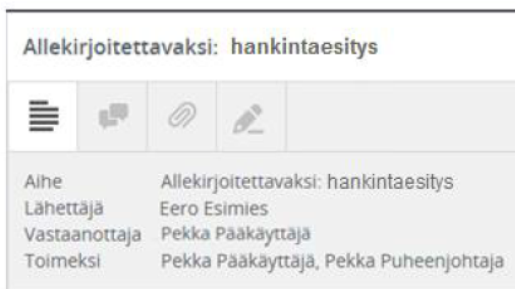 Allekirjoitettavaksi: hankintaesitys
Aihe Allekirjoitettavaksi: hankintaesitys
Lähettäjä Eero Esimies
Vastaanottaja Pekka Pääkäyttäjä
Toimeksi Pekka Pääkäyttäjä, Pekka Puheenjohtaja